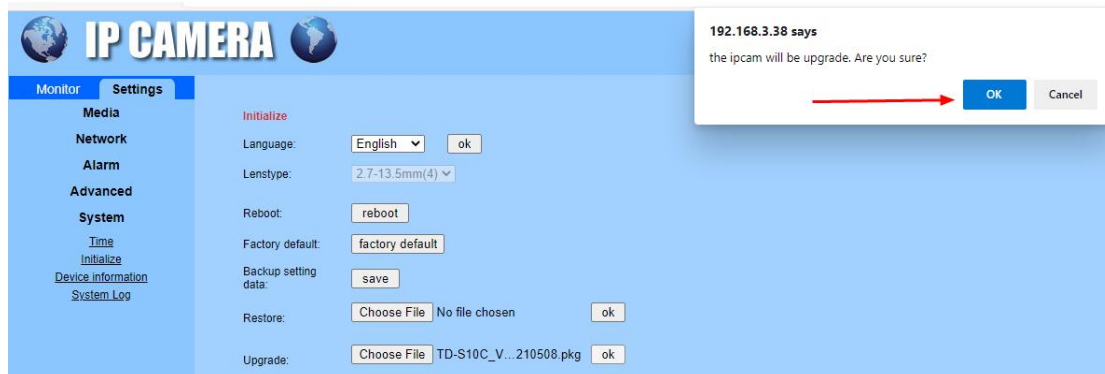 IP CAMERA
192.168.3.38 says
the ipcam will be upgrade. Are you sure?
OK Cancel
Monitor Settings
Media
Network
Alarm
Advanced
System
Time
Initialize
Device information
System Log
Initialize
Language: English ok
Lenstype: 2.7-13.5mm(4)
Reboot: reboot
Factory default: factory default
Backup setting
data: save
Restore: Choose File No file chosen ok
Upgrade: Choose File TD-S10C_V...210508.pkg ok